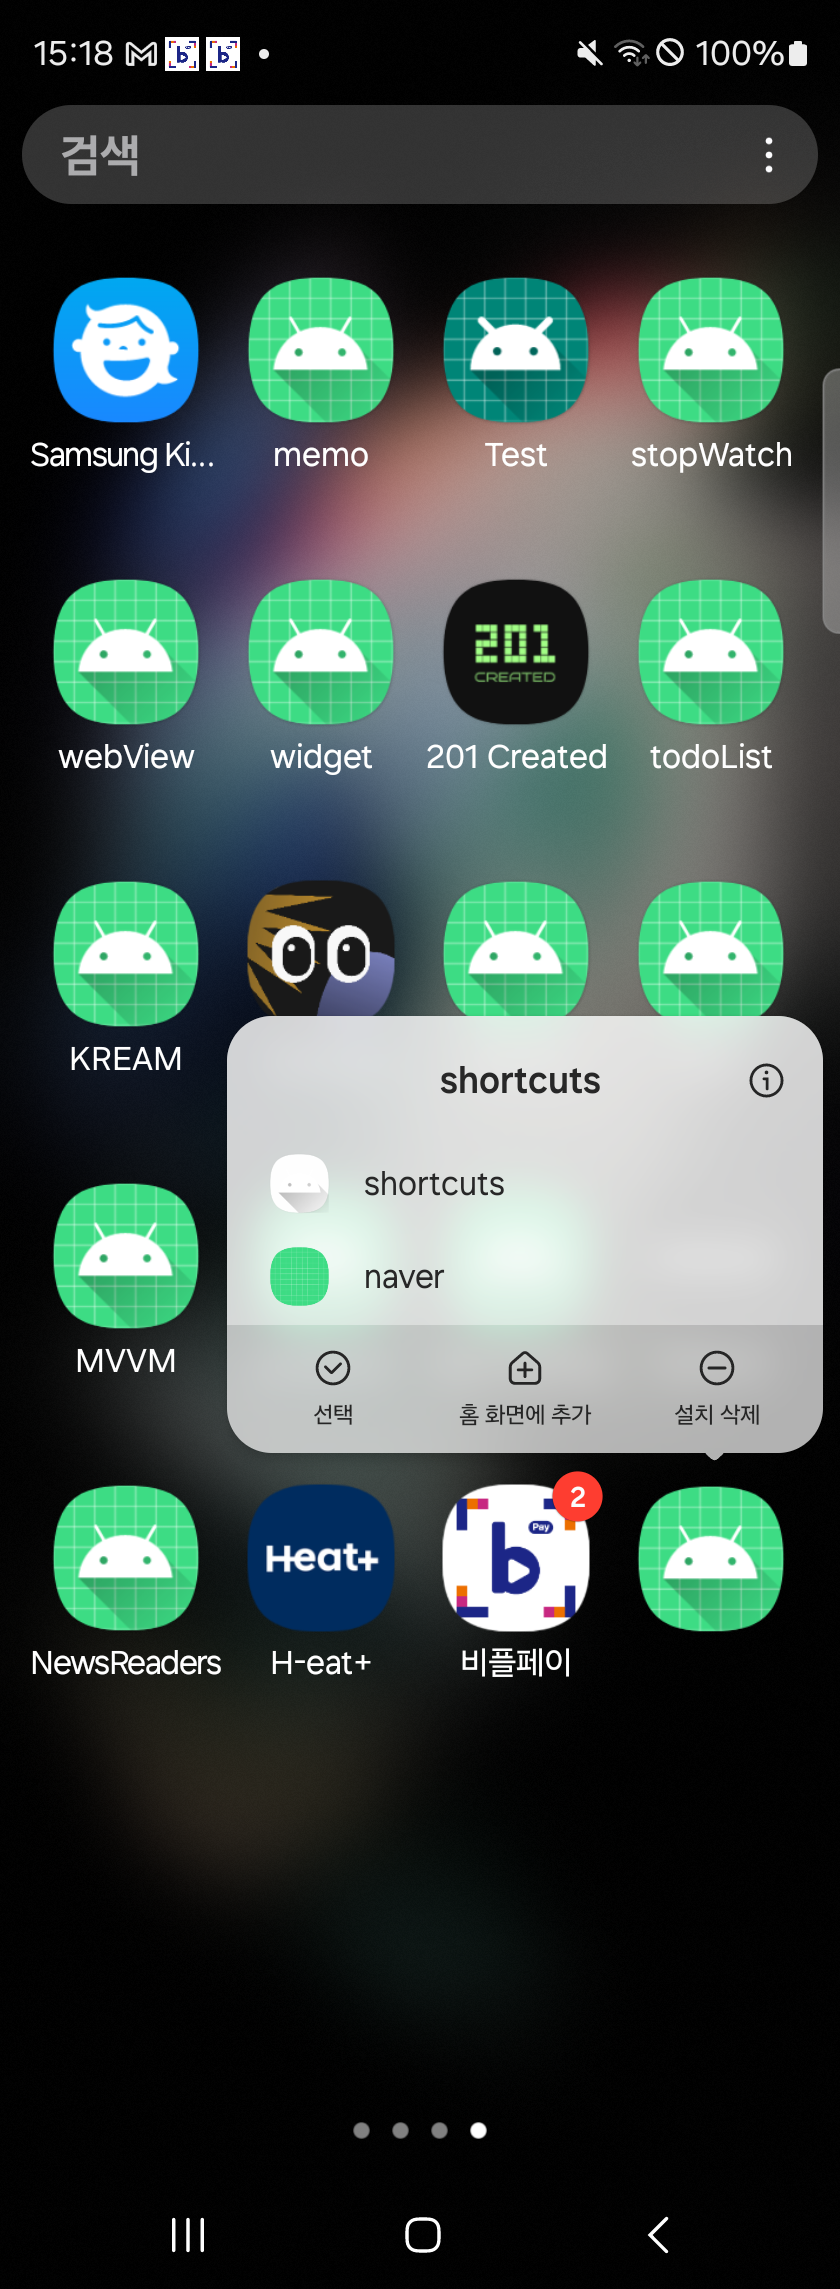 15:18
100%
검색
Samsung Ki...
memo
Test
stopWatch
201
CREATED
webView
widget
201 Created
todoList
KREAM
shortcuts
shortcuts
naver
MVVM
선택
홈 화면에 추가
설치 삭제
Heat+
b Pay
2
NewsReaders
H-eat+
비플페이